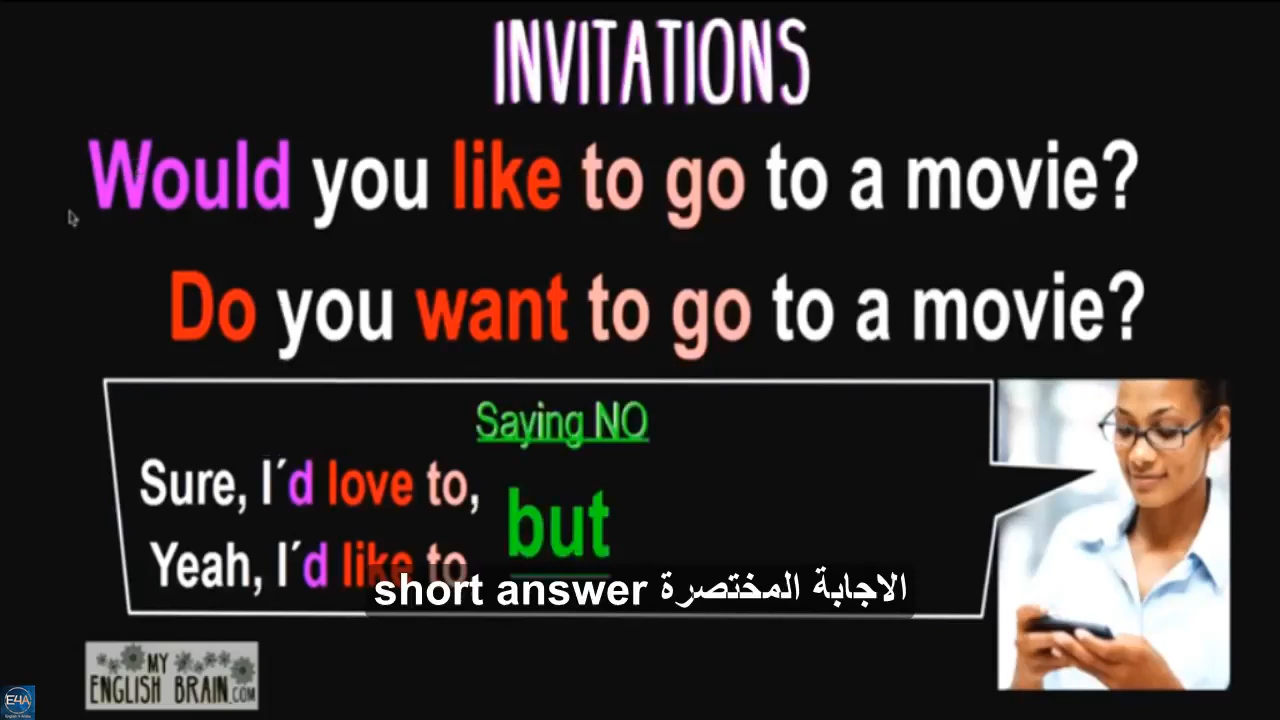 INVITATIONS
Would you like to go to a movie?
Do you want to go to a movie?
Saying NO
Sure, I´d love to,
but
Yeah, I´d like to
short answer الاجابة المختصرة
MY
ENGLISH BRAIN.COM
E4A